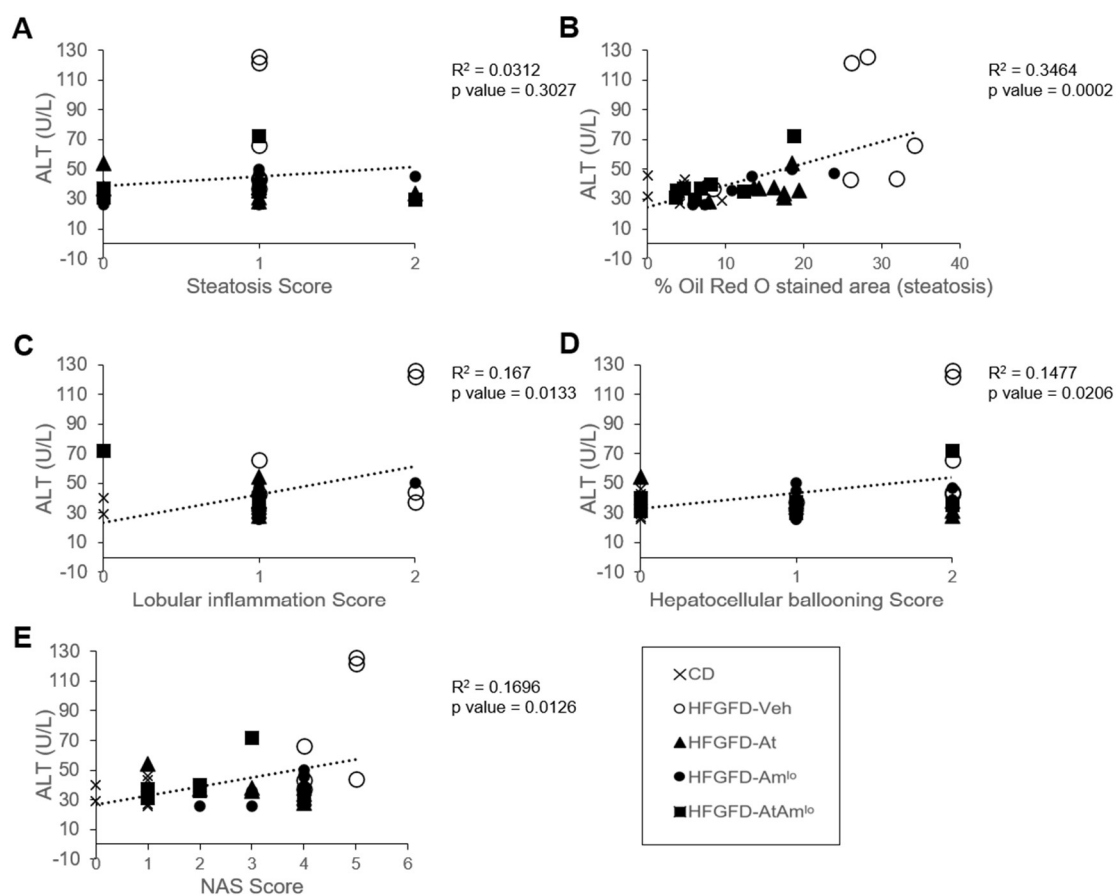 A
130
110
90
70
50
30
10
-10
ALT (U/L)
0
1
2
Steatosis Score
R² = 0.0312
p value = 0.3027
B
130
110
90
70
50
30
10
-10
ALT (U/L)
0
10
20
30
40
% Oil Red O stained area (steatosis)
R² = 0.3464
p value = 0.0002
C
130
110
90
70
50
30
10
-10
ALT (U/L)
0
1
2
Lobular inflammation Score
R² = 0.167
p value = 0.0133
D
130
110
90
70
50
30
10
-10
ALT (U/L)
0
1
2
Hepatocellular ballooning Score
R² = 0.1477
p value = 0.0206
E
130
110
90
70
50
30
10
-10
ALT (U/L)
0
1
2
3
4
5
6
NAS Score
R² = 0.1696
p value = 0.0126
CD
HFGFD-Veh
HFGFD-At
HFGFD-Amˡᵒ
HFGFD-AtAmˡᵒ